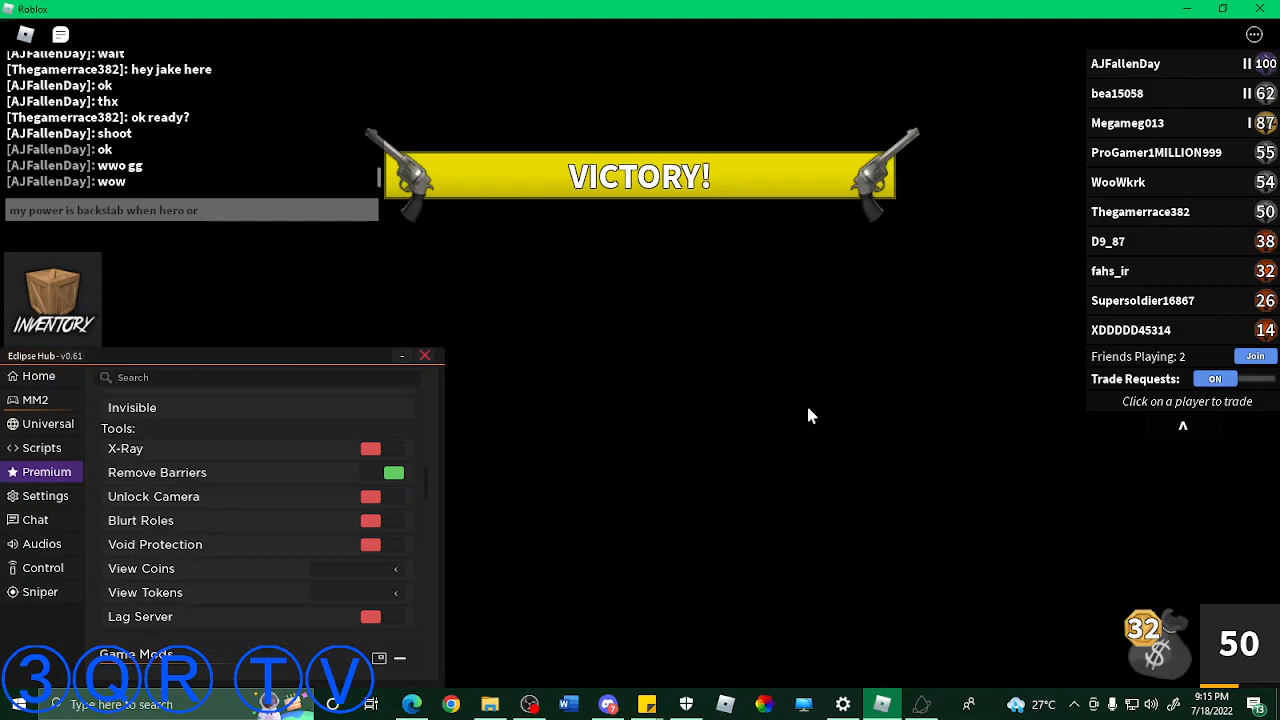 Roblox
[AJFallenDay]: wait
[Thegamerrace382]: hey jake here
[AJFallenDay]: ok
[AJFallenDay]: thx
[Thegamerrace382]: ok ready?
[AJFallenDay]: shoot
[AJFallenDay]: ok
[AJFallenDay]: wwo gg
[AJFallenDay]: wow
my power is backstab when hero or
VICTORY!
AJFallenDay II 100
bea15058 II 62
Megameg013 I 87
ProGamer1MILLION999 55
WooWkrk 54
Thegamerrace382 50
D9_87 38
fahs_ir 32
Supersoldier16867 26
XDDDDD45314 14
Friends Playing: 2 Join
Trade Requests: ON
Click on a player to trade
INVENTORY
Eclipse Hub - v0.61
Home
MM2
Universal
Scripts
Premium
Settings
Chat
Audios
Control
Sniper
Search
Invisible
Tools:
X-Ray
Remove Barriers
Unlock Camera
Blurt Roles
Void Protection
View Coins
View Tokens
Lag Server
Game Mods
32
50
3QR TV
Type here to search
27°C
9:15 PM
7/18/2022
13